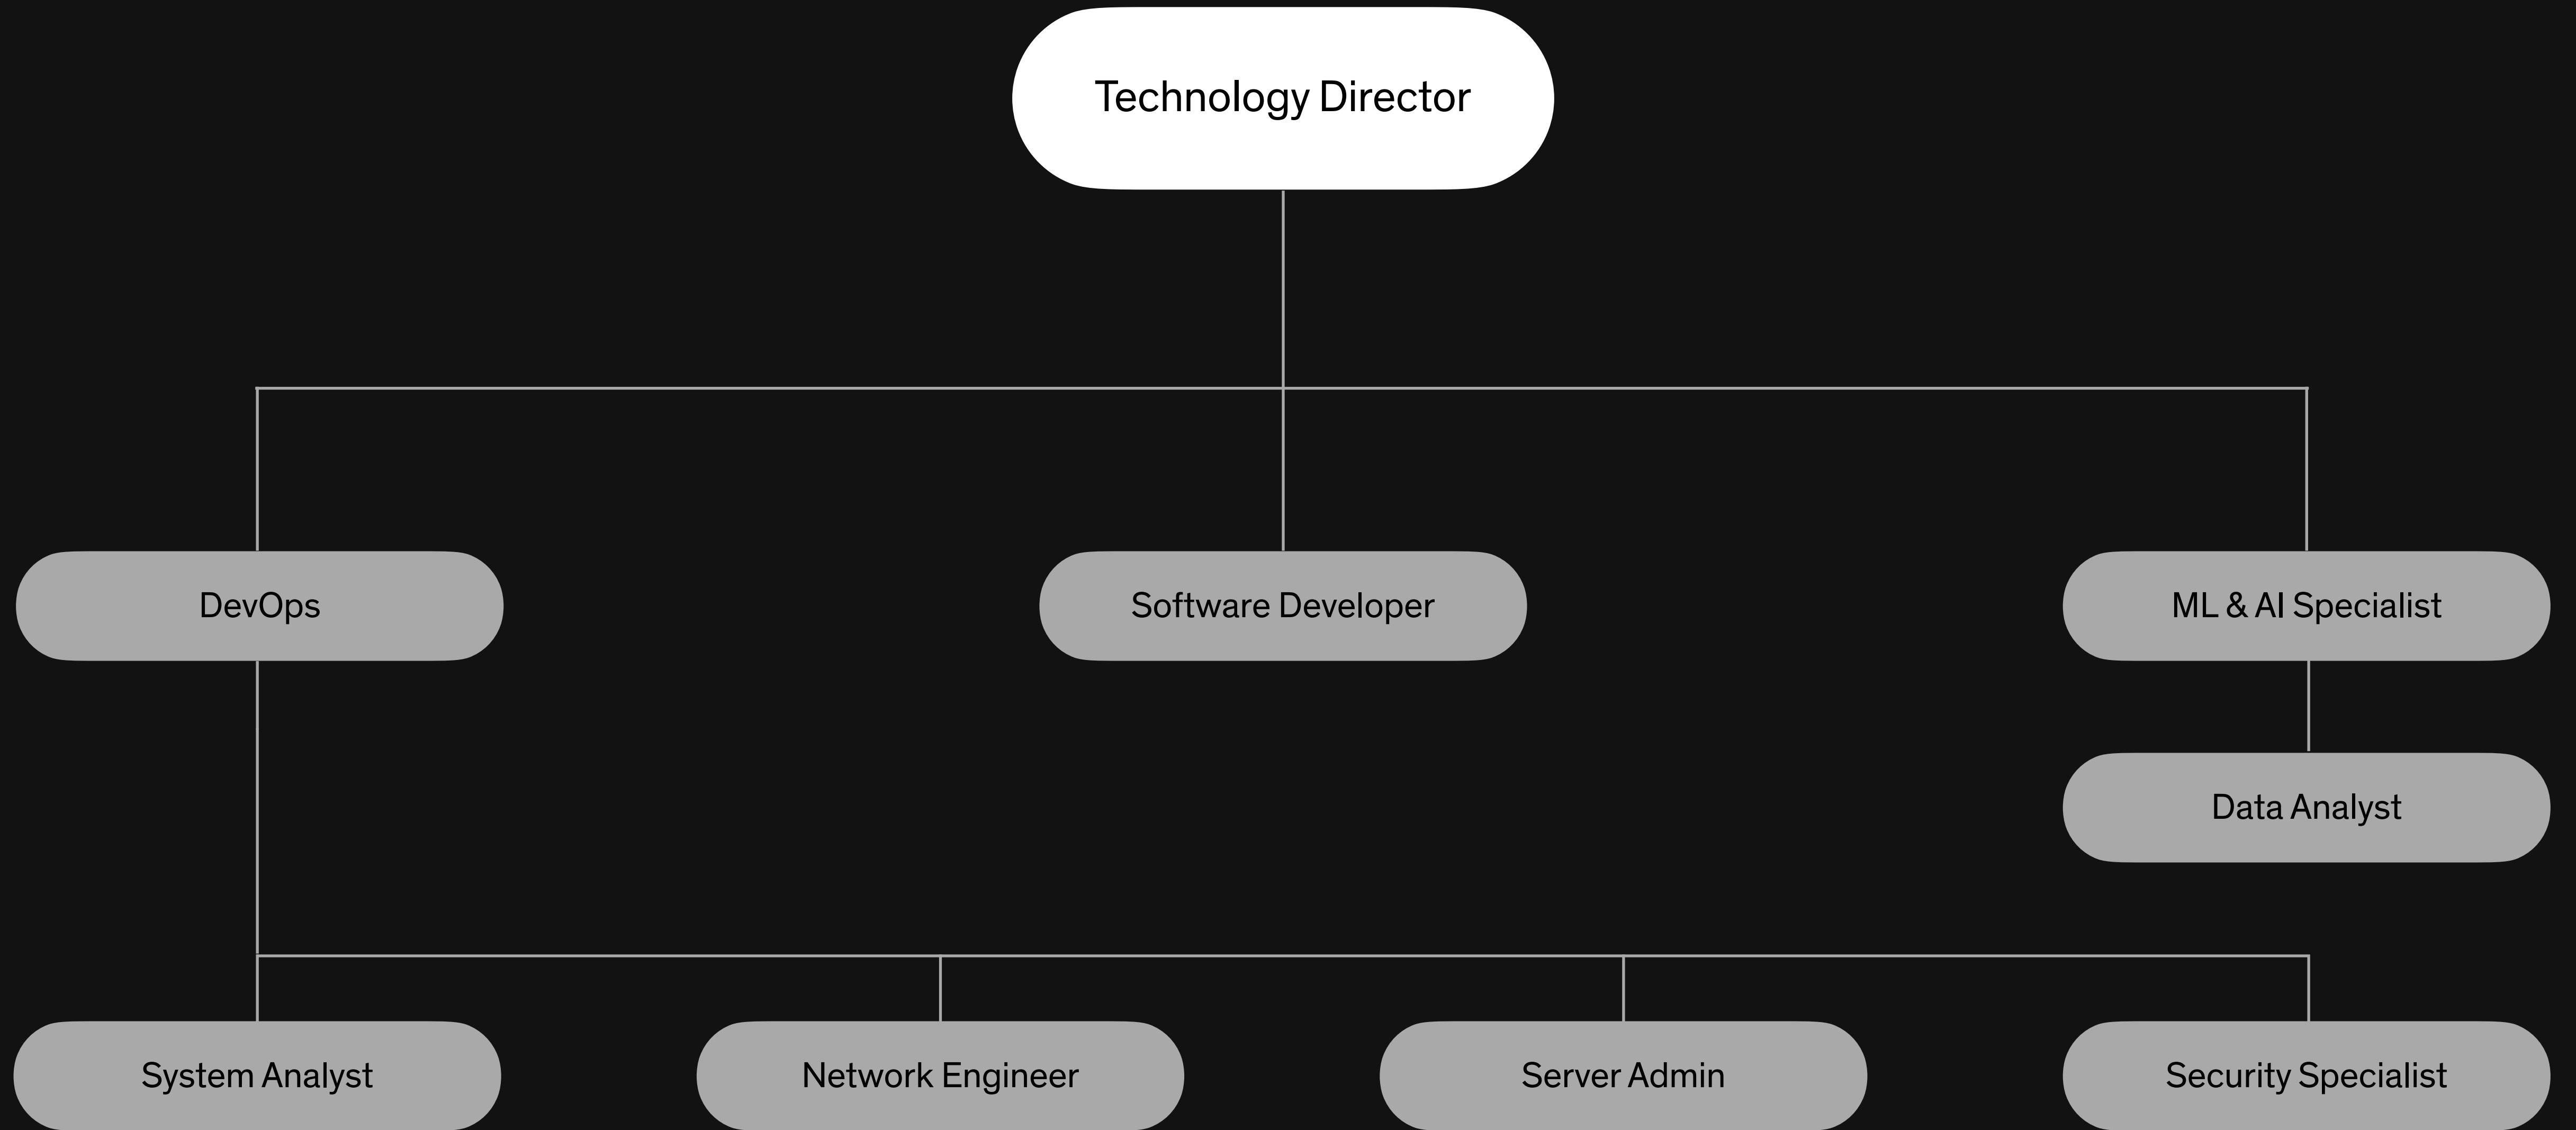 Technology Director
DevOps
Software Developer
ML & AI Specialist
Data Analyst
System Analyst
Network Engineer
Server Admin
Security Specialist